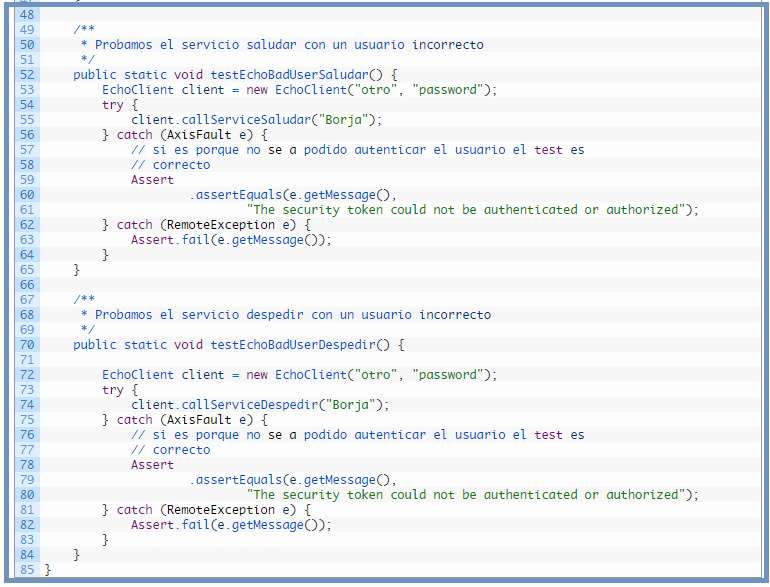 48
49 /**
50 * Probamos el servicio saludar con un usuario incorrecto
51 */
52 public static void testEchoBadUserSaludar() {
53 EchoClient client = new EchoClient("otro", "password");
54 try {
55 client.callServiceSaludar("Borja");
56 } catch (AxisFault e) {
57 // si es porque no se a podido autenticar el usuario el test es
58 // correcto
59 Assert
60 .assertEquals(e.getMessage(),
61 "The security token could not be authenticated or authorized");
62 } catch (RemoteException e) {
63 Assert.fail(e.getMessage());
64 }
65 }
66
67 /**
68 * Probamos el servicio despedir con un usuario incorrecto
69 */
70 public static void testEchoBadUserDespedir() {
71
72 EchoClient client = new EchoClient("otro", "password");
73 try {
74 client.callServiceDespedir("Borja");
75 } catch (AxisFault e) {
76 // si es porque no se a podido autenticar el usuario el test es
77 // correcto
78 Assert
79 .assertEquals(e.getMessage(),
80 "The security token could not be authenticated or authorized");
81 } catch (RemoteException e) {
82 Assert.fail(e.getMessage());
83 }
84 }
85 }